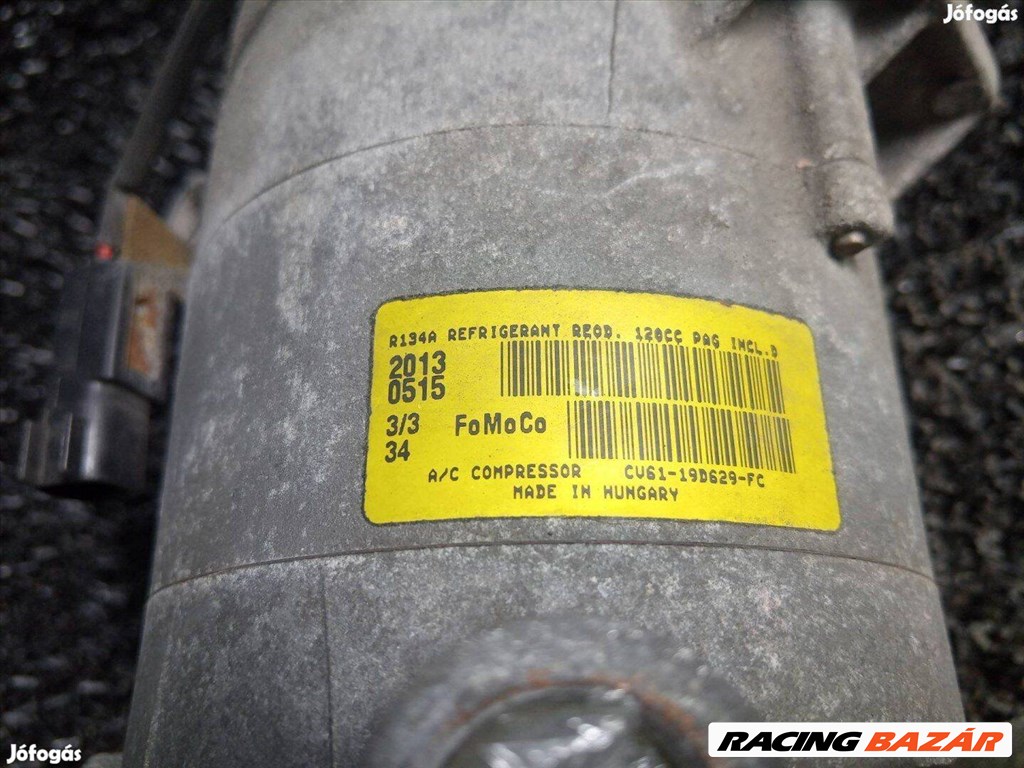 Jófogás
R134A REFRIGERANT REQD. 120CC PAG INCL.D
2013
0515
3/3 FoMoCo
34
A/C COMPRESSOR CV61-19D629-FC
MADE IN HUNGARY
Jófogás
RACING BAZÁR